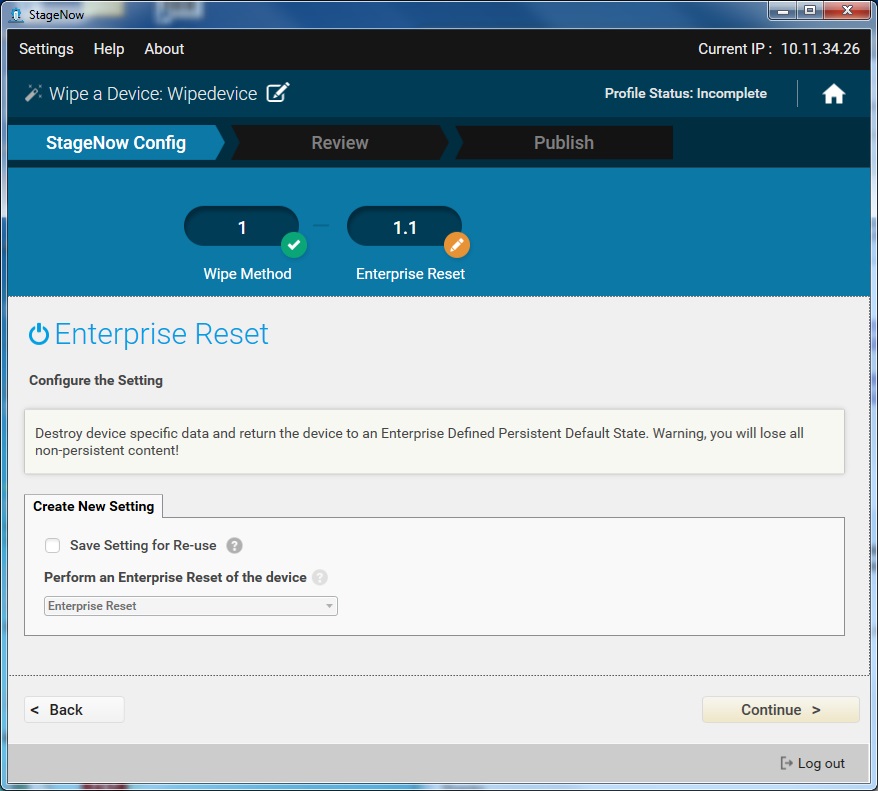 StageNow
Settings Help About Current IP : 10.11.34.26
Wipe a Device: Wipedevice Profile Status: Incomplete
StageNow Config Review Publish
1 1.1
Wipe Method Enterprise Reset
Enterprise Reset
Configure the Setting
Destroy device specific data and return the device to an Enterprise Defined Persistent Default State. Warning, you will lose all
non-persistent content!
Create New Setting
Save Setting for Re-use ?
Perform an Enterprise Reset of the device ?
Enterprise Reset
< Back Continue >
Log out